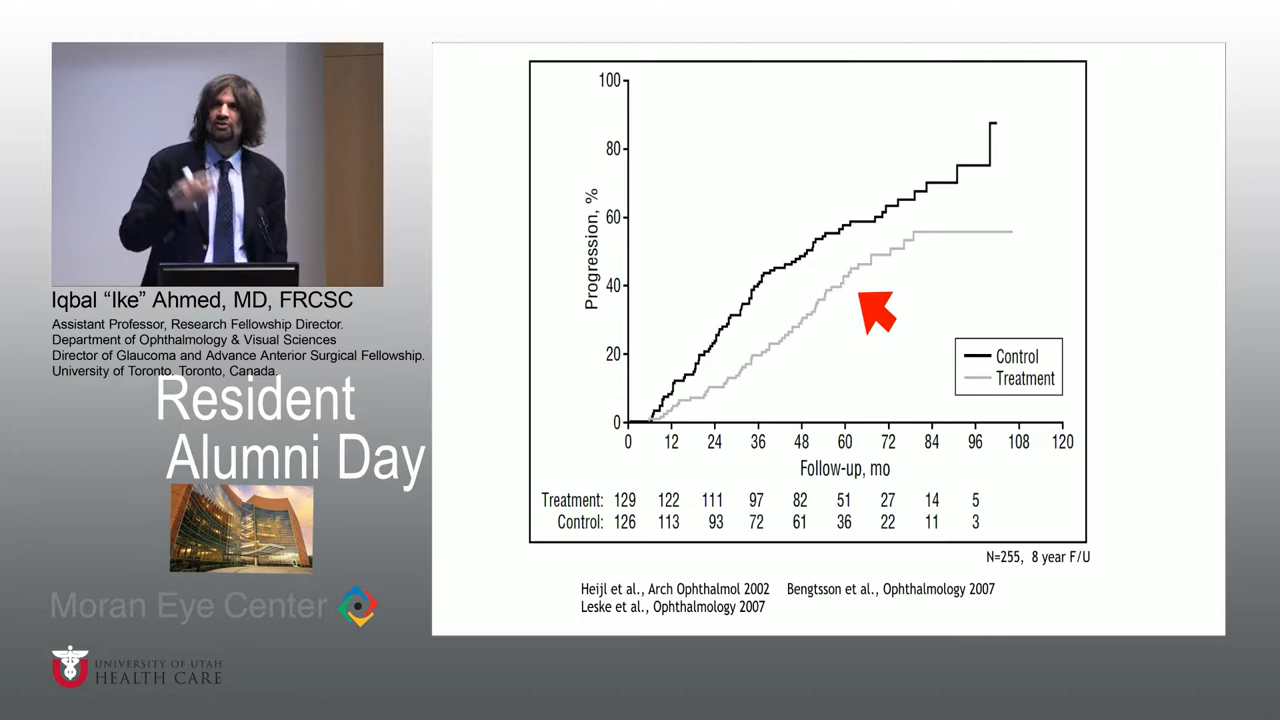 Iqbal “Ike” Ahmed, MD, FRCSC
Assistant Professor, Research Fellowship Director.
Department of Ophthalmology & Visual Sciences
Director of Glaucoma and Advance Anterior Surgical Fellowship.
University of Toronto, Toronto, Canada.
Resident
Alumni Day
Moran Eye Center
UNIVERSITY OF UTAH
HEALTH CARE
Progression, %
100
80
60
40
20
0
0 12 24 36 48 60 72 84 96 108 120
Follow-up, mo
Control
Treatment
Treatment: 129 122 111 97 82 51 27 14 5
Control: 126 113 93 72 61 36 22 11 3
N=255, 8 year F/U
Heijl et al., Arch Ophthalmol 2002 Bengtsson et al., Ophthalmology 2007
Leske et al., Ophthalmology 2007